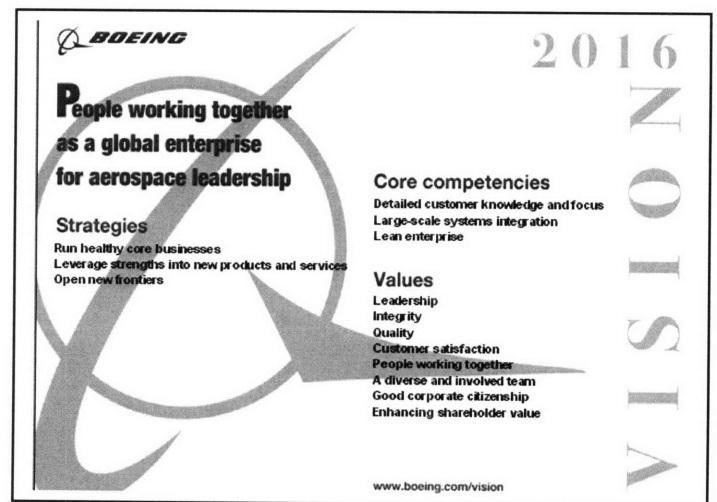 BOEING
2016
People working together
as a global enterprise
for aerospace leadership
Strategies
Run healthy core businesses
Leverage strengths into new products and services
Open new frontiers
Core competencies
Detailed customer knowledge and focus
Large-scale systems integration
Lean enterprise
Values
Leadership
Integrity
Quality
Customer satisfaction
People working together
A diverse and involved team
Good corporate citizenship
Enhancing shareholder value
www.boeing.com/vision
VISION